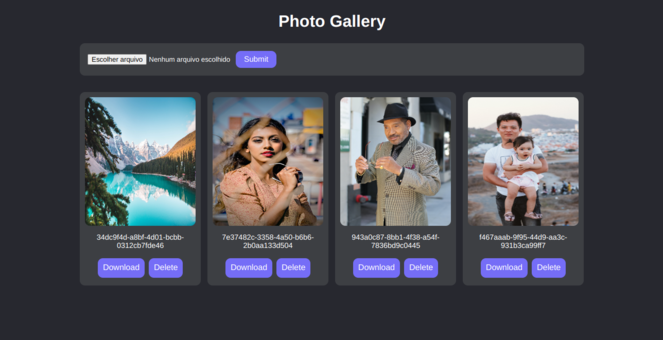 Photo Gallery
Escolher arquivo Nenhum arquivo escolhido Submit
34dc9f4d-a8bf-4d01-bcbb-
0312cb7fde46
Download Delete
7e37482c-3358-4a50-b6b6-
2b0aa133d504
Download Delete
943a0c87-8bb1-4f38-a54f-
7836bd9c0445
Download Delete
f467aaab-9f95-44d9-aa3c-
931b3ca99ff7
Download Delete